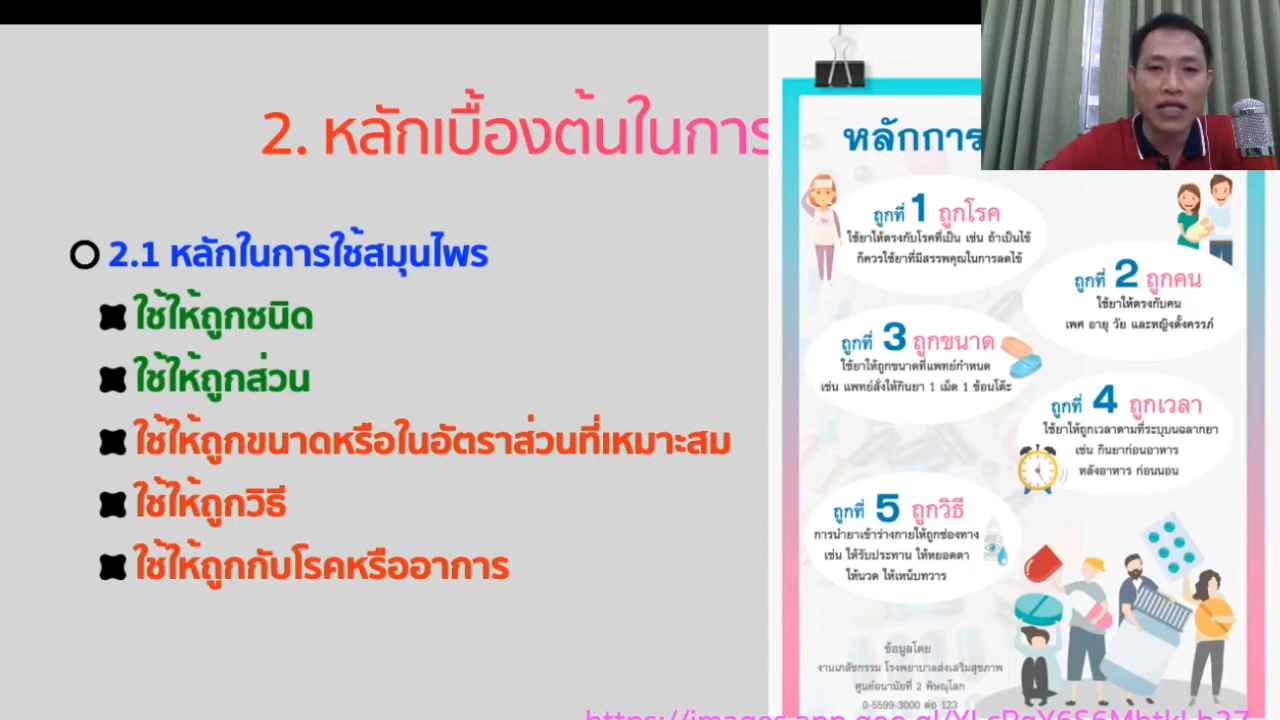 2. หลักเบื้องต้นในการ
2.1 หลักในการใช้สมุนไพร
ใช้ให้ถูกชนิด
ใช้ให้ถูกส่วน
ใช้ให้ถูกขนาดหรือในอัตราส่วนที่เหมาะสม
ใช้ให้ถูกวิธี
ใช้ให้ถูกกับโรคหรืออาการ
หลักการ
ถูกที่ 1 ถูกโรค
ใช้ยาให้ตรงกับโรคที่เป็น เช่น ถ้าเป็นไข้
ก็ควรใช้ยาที่มีสรรพคุณในการลดไข้
ถูกที่ 2 ถูกคน
ใช้ยาให้ตรงกับคน
เพศ อายุ วัย และหญิงตั้งครรภ์
ถูกที่ 3 ถูกขนาด
ใช้ยาให้ถูกขนาดที่แพทย์กำหนด
เช่น แพทย์สั่งให้กินยา 1 เม็ด 1 ช้อนโต๊ะ
ถูกที่ 4 ถูกเวลา
ใช้ยาให้ถูกเวลาตามที่ระบุบนฉลากยา
เช่น กินยาก่อนอาหาร
หลังอาหาร ก่อนนอน
ถูกที่ 5 ถูกวิธี
การนำยาเข้าร่างกายให้ถูกช่องทาง
เช่น ให้รับประทาน ให้หยอดตา
ให้นวด ให้เหน็บทวาร
ข้อมูลโดย
งานเภสัชกรรม โรงพยาบาลส่งเสริมสุขภาพ
ศูนย์อนามัยที่ 2 พิษณุโลก
0-5599-3000 ต่อ 123